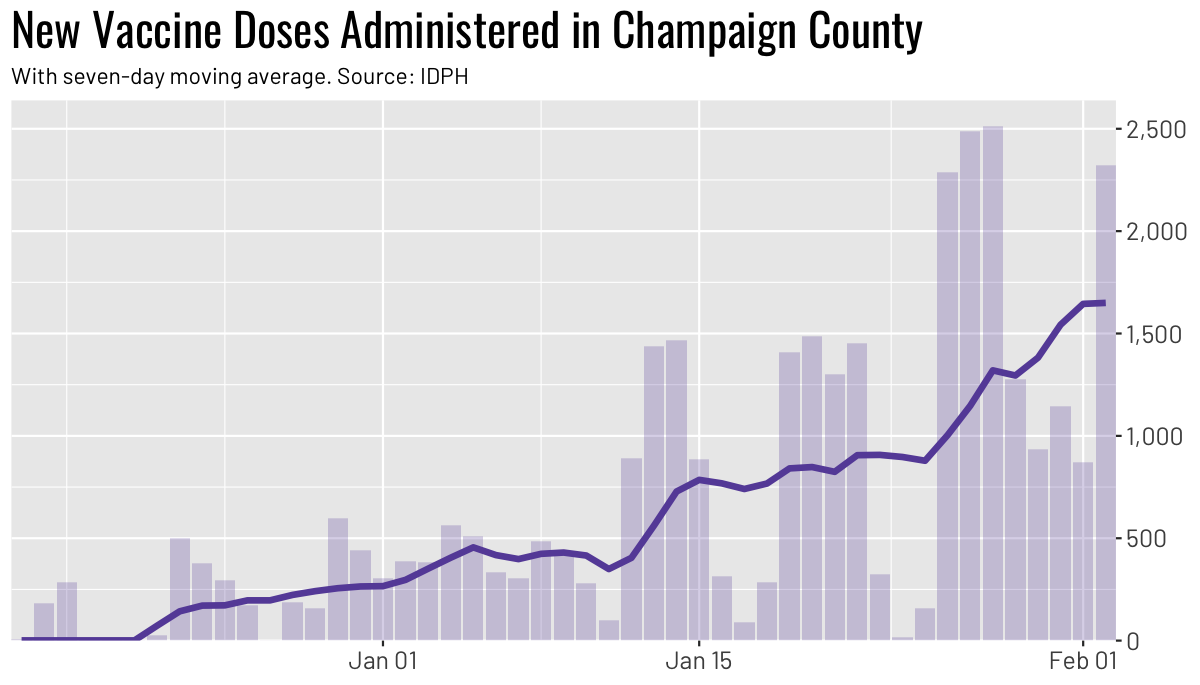 New Vaccine Doses Administered in Champaign County
With seven-day moving average. Source: IDPH
2,500
2,000
1,500
1,000
500
0
Jan 01
Jan 15
Feb 01